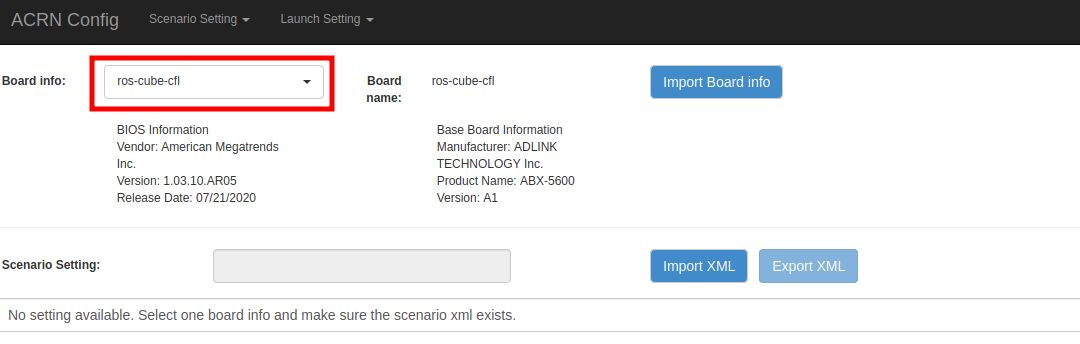 ACRN Config Scenario Setting Launch Setting
Board info: ros-cube-cfl Board name: ros-cube-cfl Import Board info
BIOS Information
Vendor: American Megatrends
Inc.
Version: 1.03.10.AR05
Release Date: 07/21/2020
Base Board Information
Manufacturer: ADLINK
TECHNOLOGY Inc.
Product Name: ABX-5600
Version: A1
Scenario Setting: Import XML Export XML
No setting available. Select one board info and make sure the scenario xml exists.